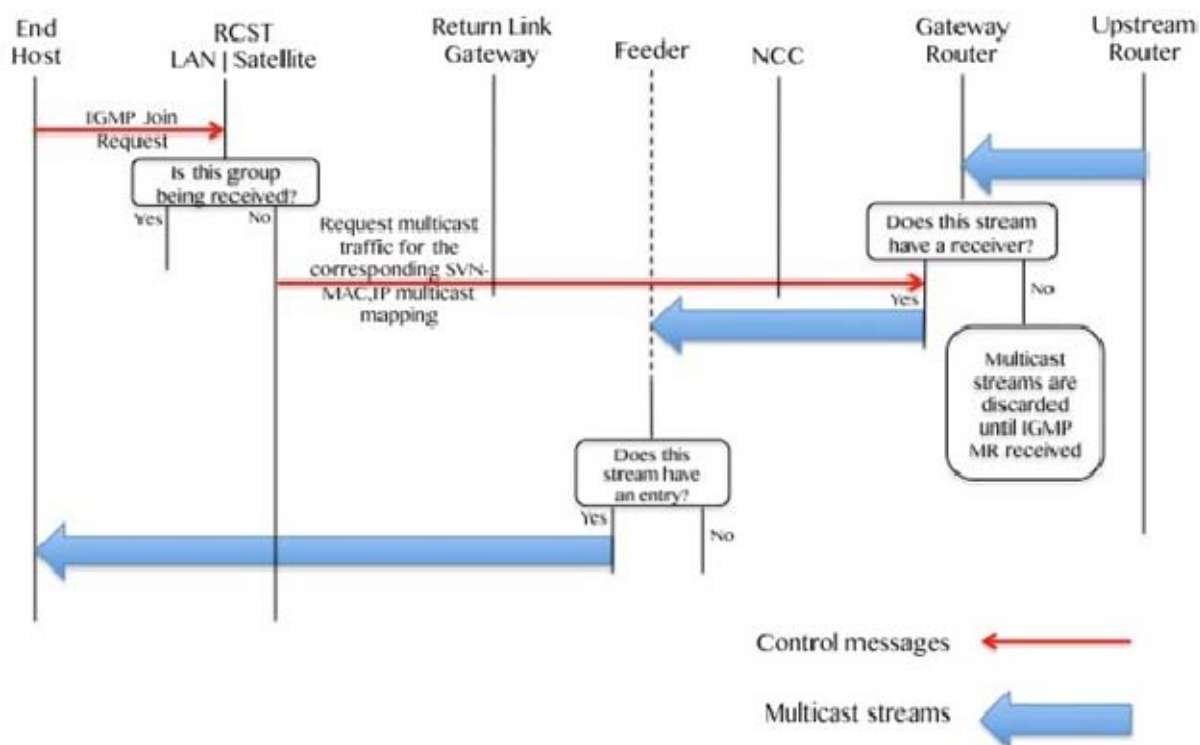 End
Host
RCST
LAN | Satellite
Return Link
Gateway
Feeder
NCC
Gateway
Router
Upstream
Router
IGMP Join
Request
Is this group
being received?
Yes
No
Request multicast
traffic for the
corresponding SVN-
MAC,IP multicast
mapping
Does this stream
have a receiver?
Yes
No
Multicast
streams are
discarded
until IGMP
MR received
Does this
stream have
an entry?
Yes
No
Control messages
Multicast streams